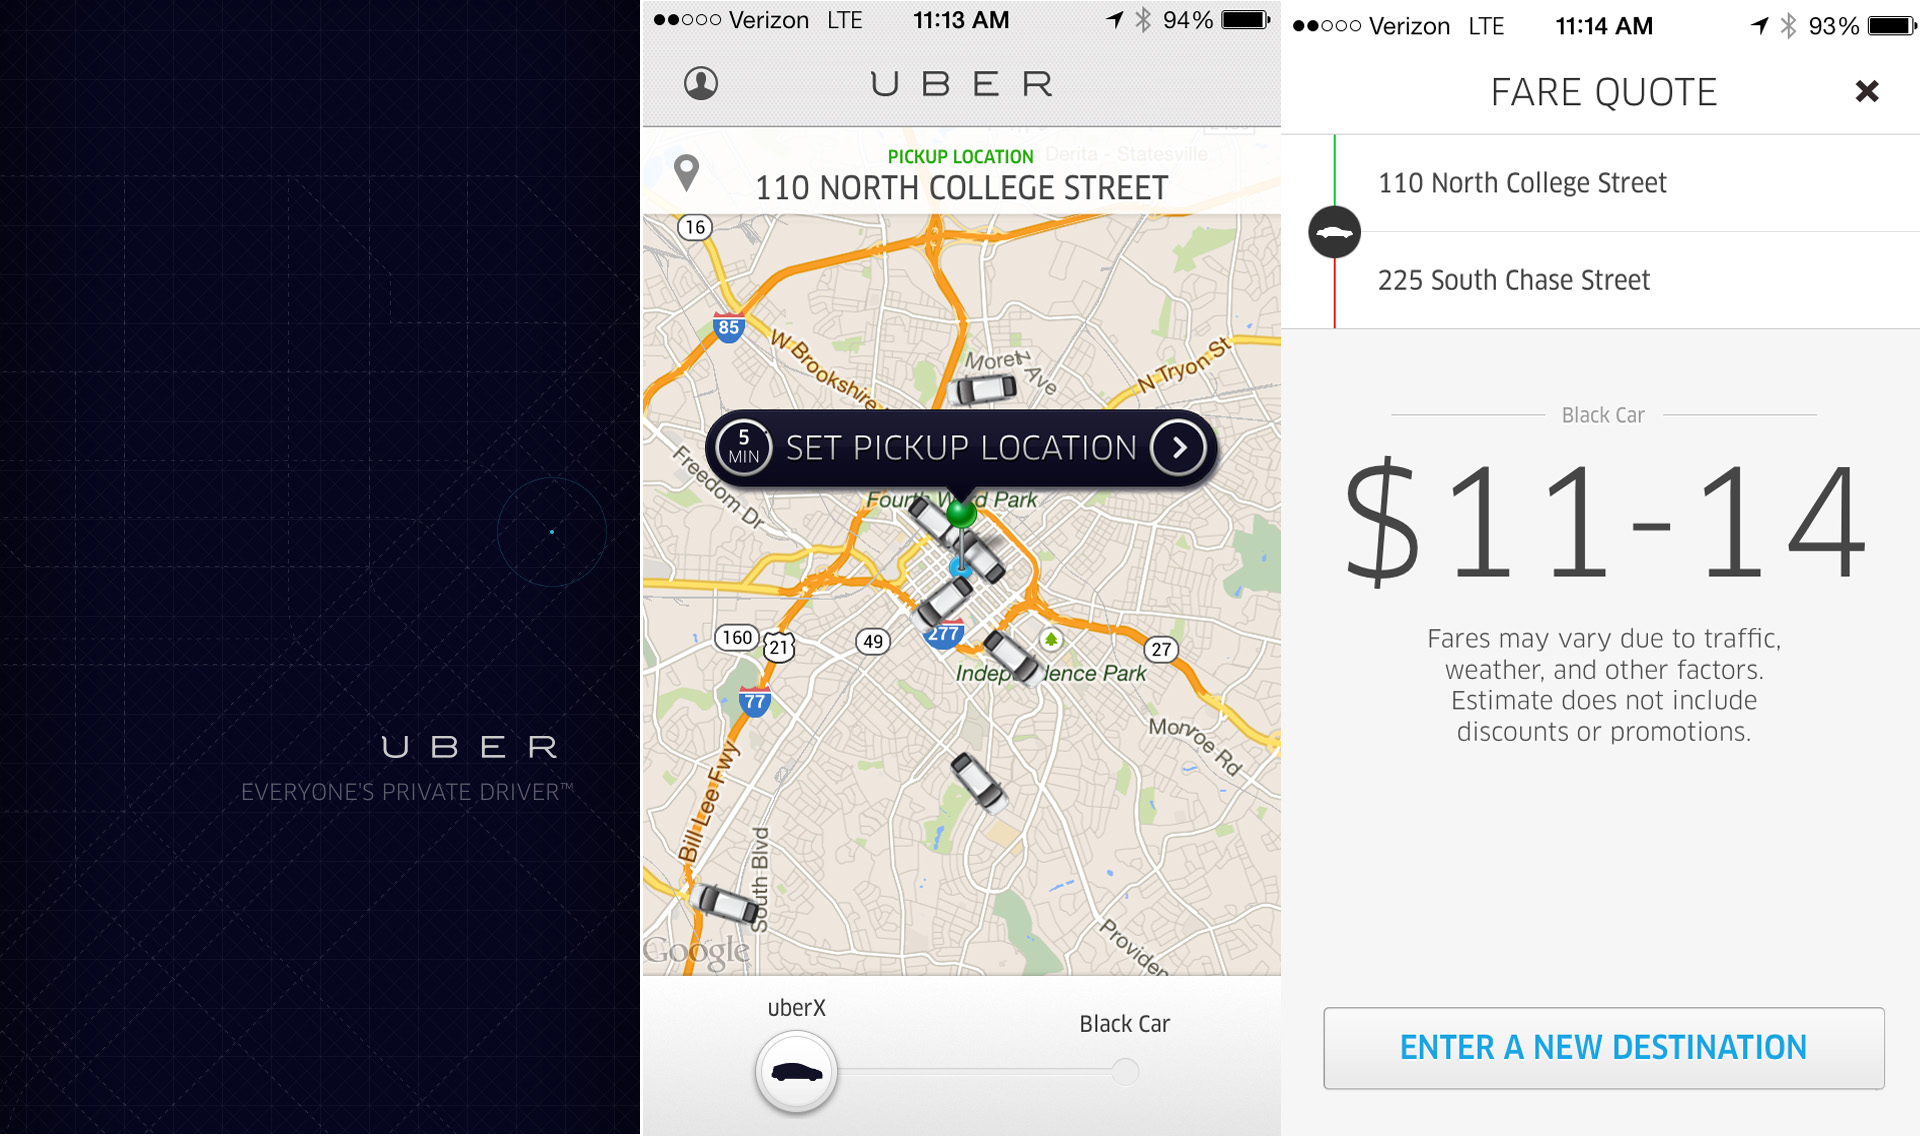 UBER
EVERYONE'S PRIVATE DRIVER™
Verizon LTE 11:13 AM 94%
UBER
Derita - Statesville
PICKUP LOCATION
110 NORTH COLLEGE STREET
16
85
W Brookshire
Moretz Ave
N Tryon St
5 MIN
SET PICKUP LOCATION
Freedom Dr
Fourth Ward Park
160
21
49
277
27
Independence Park
77
Monroe Rd
Bill Lee Fwy
South Blvd
Providen
Google
uberX
Black Car
Verizon LTE 11:14 AM 93%
FARE QUOTE
110 North College Street
225 South Chase Street
Black Car
$11-14
Fares may vary due to traffic,
weather, and other factors.
Estimate does not include
discounts or promotions.
ENTER A NEW DESTINATION